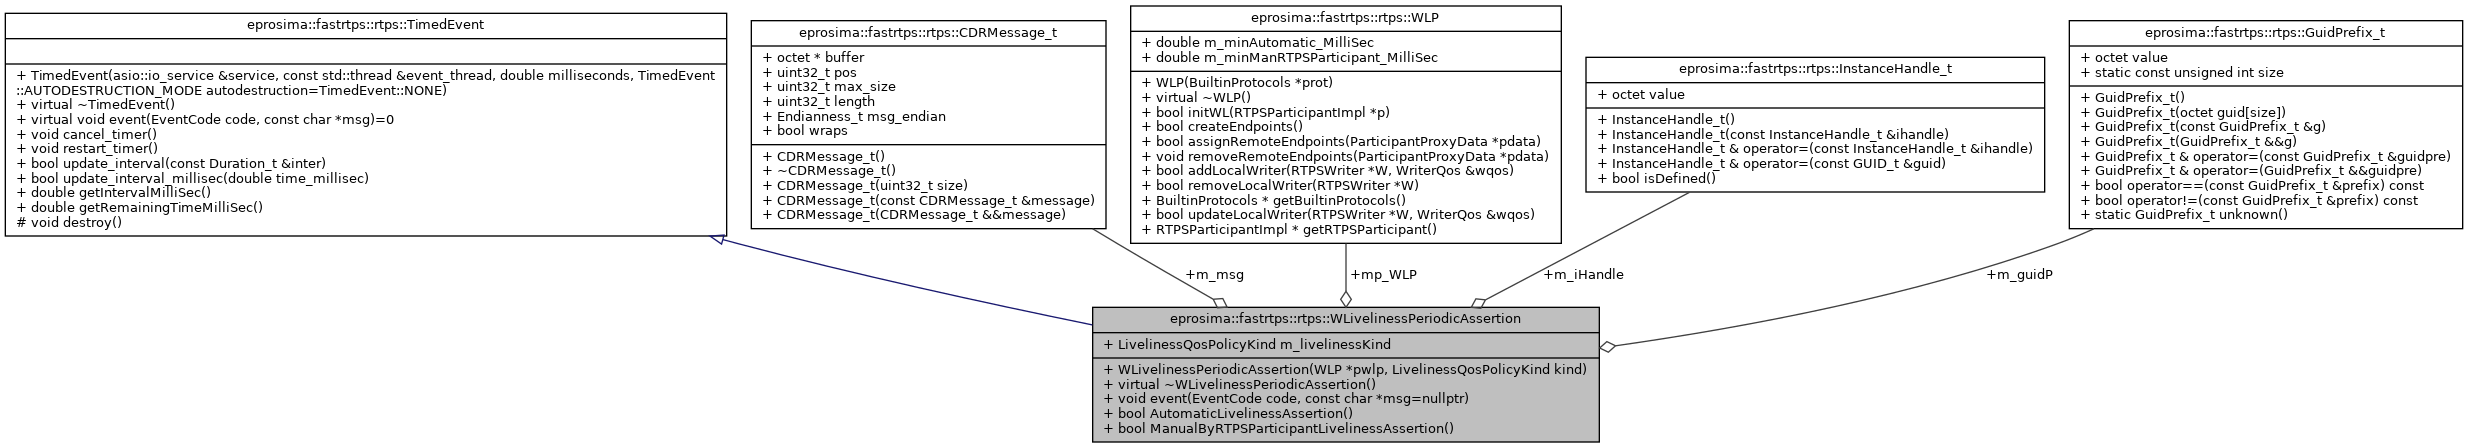 eprosima::fastrtps::rtps::TimedEvent
+ TimedEvent(asio::io_service &service, const std::thread &event_thread, double milliseconds, TimedEvent
::AUTODESTRUCTION_MODE autodestruction=TimedEvent::NONE)
+ virtual ~TimedEvent()
+ virtual void event(EventCode code, const char *msg)=0
+ void cancel_timer()
+ void restart_timer()
+ bool update_interval(const Duration_t &inter)
+ bool update_interval_millisec(double time_millisec)
+ double getIntervalMilliSec()
+ double getRemainingTimeMilliSec()
# void destroy()
eprosima::fastrtps::rtps::CDRMessage_t
+ octet * buffer
+ uint32_t pos
+ uint32_t max_size
+ uint32_t length
+ Endianness_t msg_endian
+ bool wraps
+ CDRMessage_t()
+ ~CDRMessage_t()
+ CDRMessage_t(uint32_t size)
+ CDRMessage_t(const CDRMessage_t &message)
+ CDRMessage_t(CDRMessage_t &&message)
eprosima::fastrtps::rtps::WLP
+ double m_minAutomatic_MilliSec
+ double m_minManRTPSParticipant_MilliSec
+ WLP(BuiltinProtocols *prot)
+ virtual ~WLP()
+ bool initWL(RTPSParticipantImpl *p)
+ bool createEndpoints()
+ bool assignRemoteEndpoints(ParticipantProxyData *pdata)
+ void removeRemoteEndpoints(ParticipantProxyData *pdata)
+ bool addLocalWriter(RTPSWriter *W, WriterQos &wqos)
+ bool removeLocalWriter(RTPSWriter *W)
+ BuiltinProtocols * getBuiltinProtocols()
+ bool updateLocalWriter(RTPSWriter *W, WriterQos &wqos)
+ RTPSParticipantImpl * getRTPSParticipant()
eprosima::fastrtps::rtps::InstanceHandle_t
+ octet value
+ InstanceHandle_t()
+ InstanceHandle_t(const InstanceHandle_t &ihandle)
+ InstanceHandle_t & operator=(const InstanceHandle_t &ihandle)
+ InstanceHandle_t & operator=(const GUID_t &guid)
+ bool isDefined()
eprosima::fastrtps::rtps::GuidPrefix_t
+ octet value
+ static const unsigned int size
+ GuidPrefix_t()
+ GuidPrefix_t(octet guid[size])
+ GuidPrefix_t(const GuidPrefix_t &g)
+ GuidPrefix_t(GuidPrefix_t &&g)
+ GuidPrefix_t & operator=(const GuidPrefix_t &guidpre)
+ GuidPrefix_t & operator=(GuidPrefix_t &&guidpre)
+ bool operator==(const GuidPrefix_t &prefix) const
+ bool operator!=(const GuidPrefix_t &prefix) const
+ static GuidPrefix_t unknown()
+m_msg
+mp_WLP
+m_iHandle
+m_guidP
eprosima::fastrtps::rtps::WLivelinessPeriodicAssertion
+ LivelinessQosPolicyKind m_livelinessKind
+ WLivelinessPeriodicAssertion(WLP *pwlp, LivelinessQosPolicyKind kind)
+ virtual ~WLivelinessPeriodicAssertion()
+ void event(EventCode code, const char *msg=nullptr)
+ bool AutomaticLivelinessAssertion()
+ bool ManualByRTPSParticipantLivelinessAssertion()